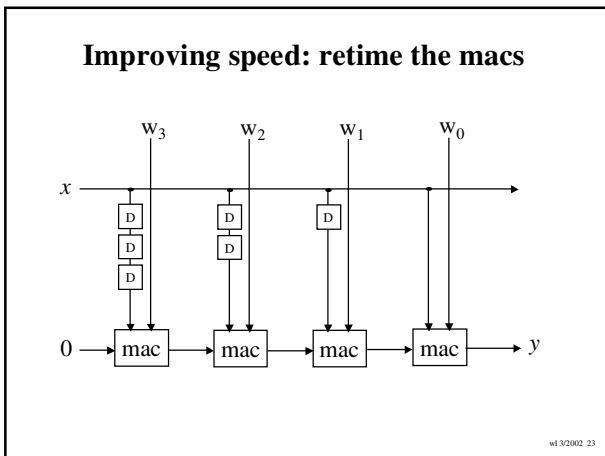 Improving speed: retime the macs
w₃ w₂ w₁ w₀
x
D D D
D D
D
0 mac mac mac mac y
wl 3/2002 23